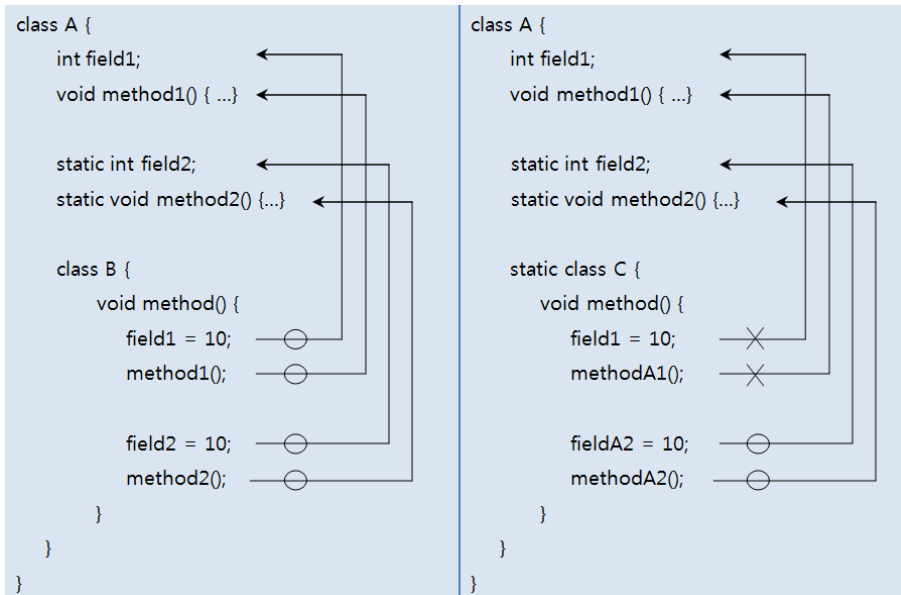 class A {
int field1;
void method1() { ...}
static int field2;
static void method2() {...}
class B {
void method() {
field1 = 10;
method1();
field2 = 10;
method2();
}
}
}
class A {
int field1;
void method1() { ...}
static int field2;
static void method2() {...}
static class C {
void method() {
field1 = 10;
methodA1();
fieldA2 = 10;
methodA2();
}
}
}